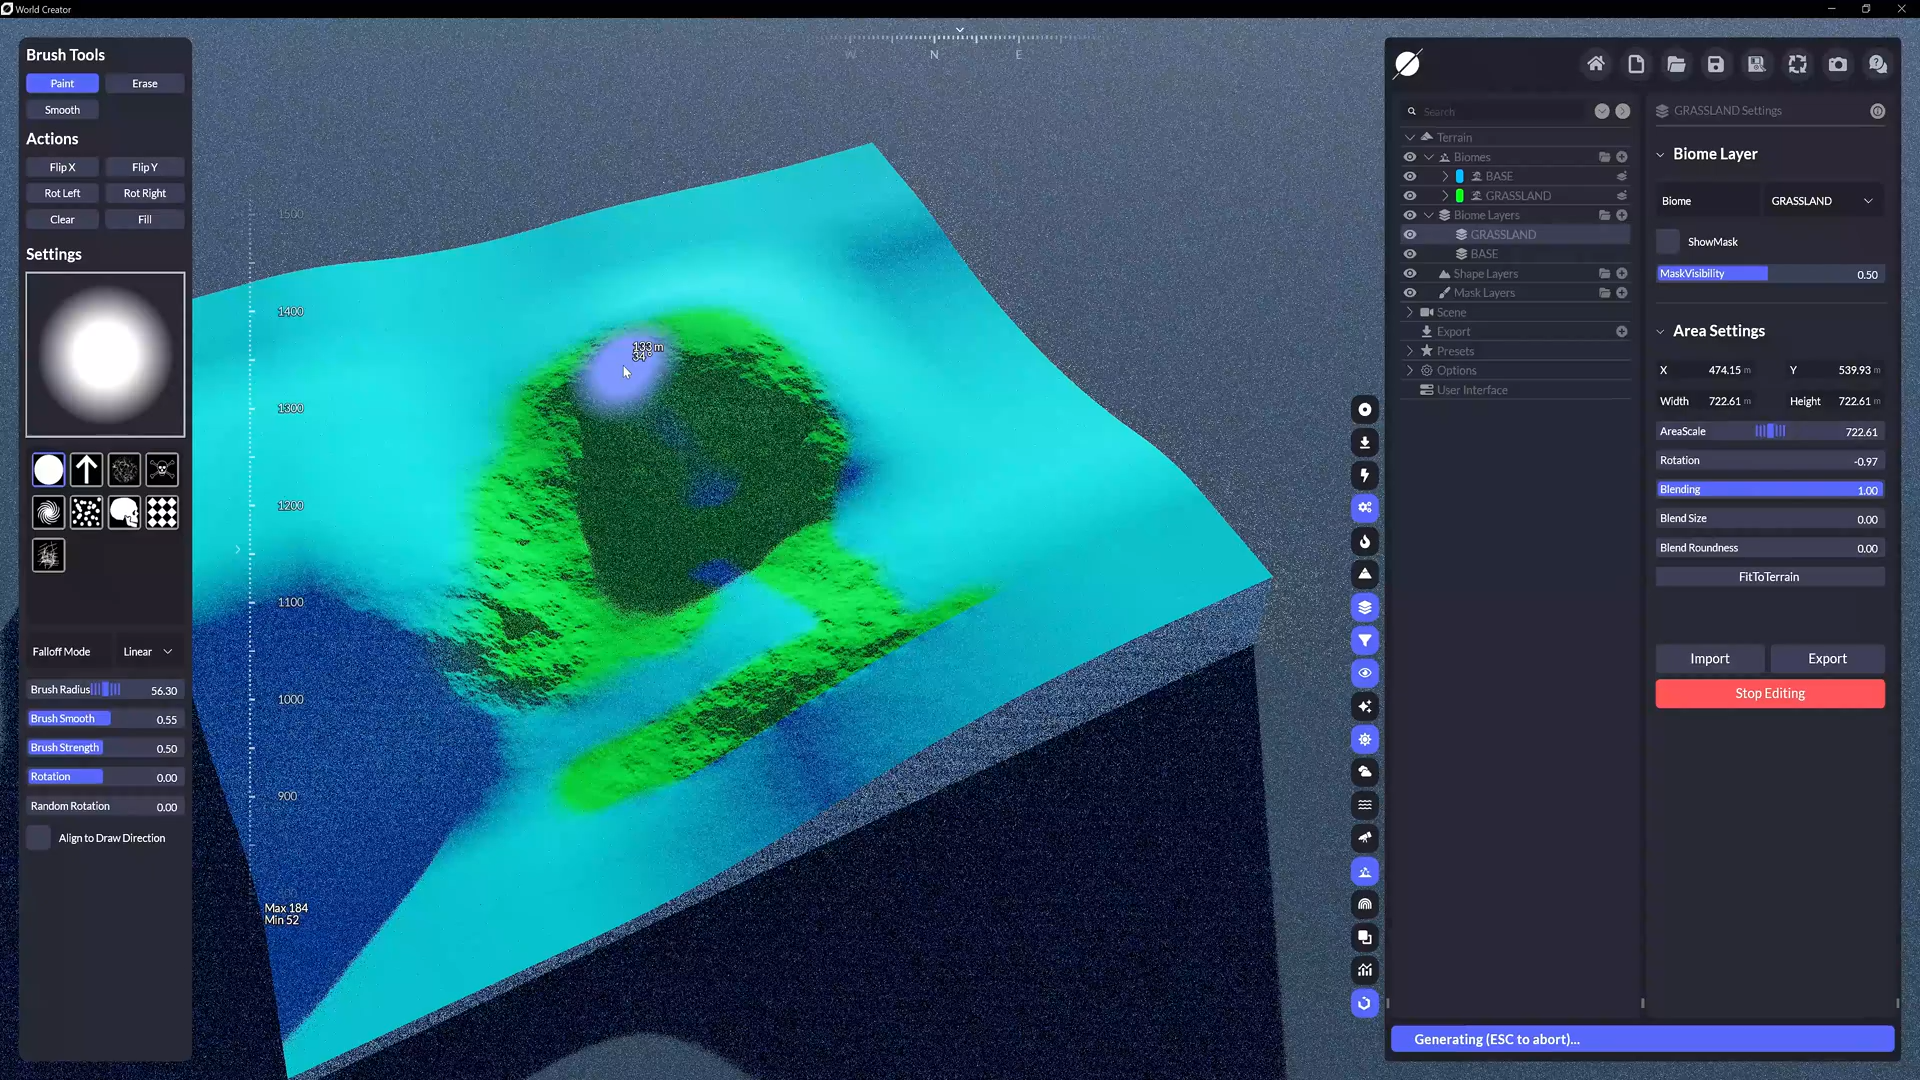 World Creator
Brush Tools
Paint
Erase
Smooth
Actions
Flip X
Flip Y
Rot Left
Rot Right
Clear
Fill
Settings
Falloff Mode
Linear
Brush Radius
56.30
Brush Smooth
0.55
Brush Strength
0.50
Rotation
0.00
Random Rotation
0.00
Align to Draw Direction
W
N
E
1500
1400
1300
1200
1100
1000
900
133 m
34°
Max 184
Min 52
Search
Terrain
Biomes
BASE
GRASSLAND
Biome Layers
GRASSLAND
BASE
Shape Layers
Mask Layers
Scene
Export
Presets
Options
User Interface
GRASSLAND Settings
Biome Layer
Biome
GRASSLAND
ShowMask
MaskVisibility
0.50
Area Settings
X
474.15 m
Y
539.93 m
Width
722.61 m
Height
722.61 m
AreaScale
722.61
Rotation
-0.97
Blending
1.00
Blend Size
0.00
Blend Roundness
0.00
FitToTerrain
Import
Export
Stop Editing
Generating (ESC to abort)...